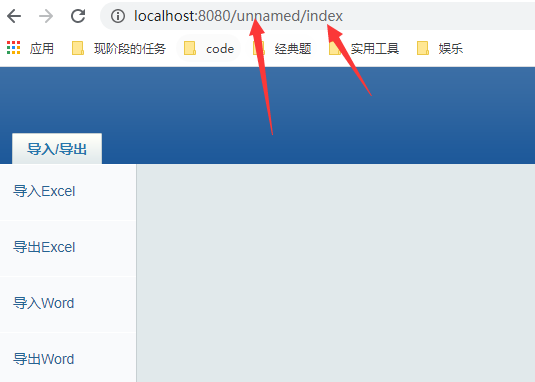 localhost:8080/unnamed/index
应用 现阶段的任务 code 经典题 实用工具 娱乐
导入/导出
导入Excel
导出Excel
导入Word
导出Word